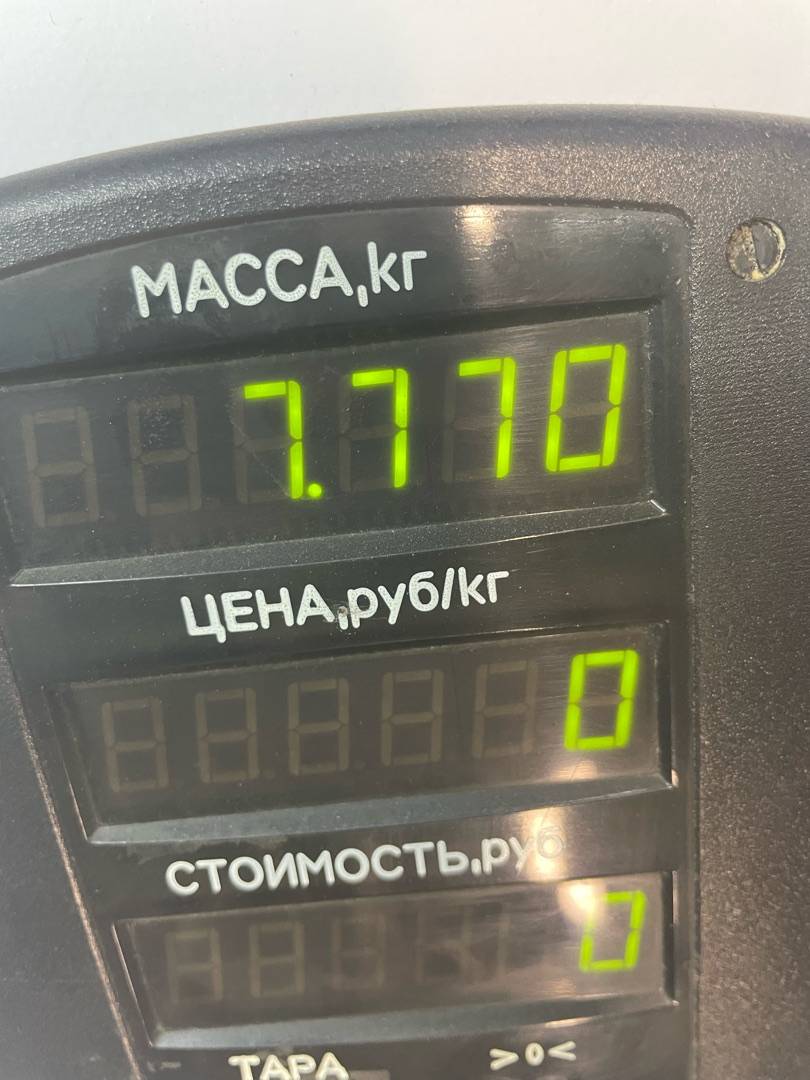 МАССА,кг
7.770
ЦЕНА,руб/кг
0
СТОИМОСТЬ,руб
0
ТАРА >0<